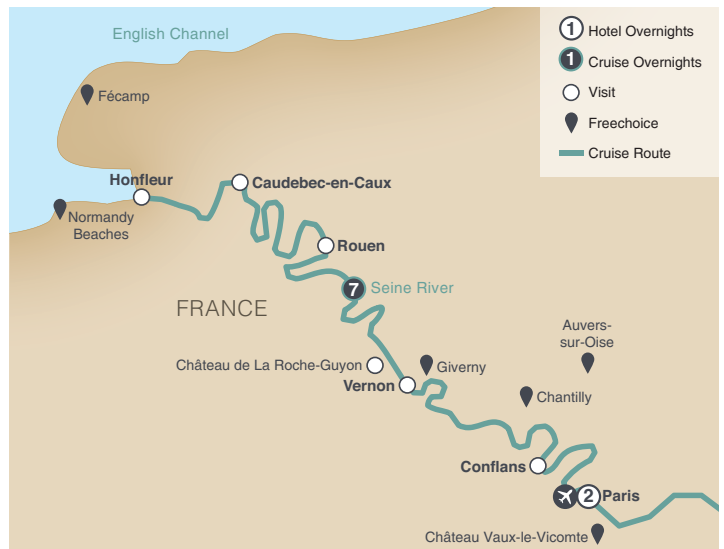 English Channel
1 Hotel Overnights
1 Cruise Overnights
Visit
Freechoice
Cruise Route
Fécamp
Honfleur
Caudebec-en-Caux
Normandy
Beaches
Rouen
7 Seine River
FRANCE
Auvers-
sur-Oise
Château de La Roche-Guyon
Giverny
Vernon
Chantilly
Conflans
2 Paris
Château Vaux-le-Vicomte